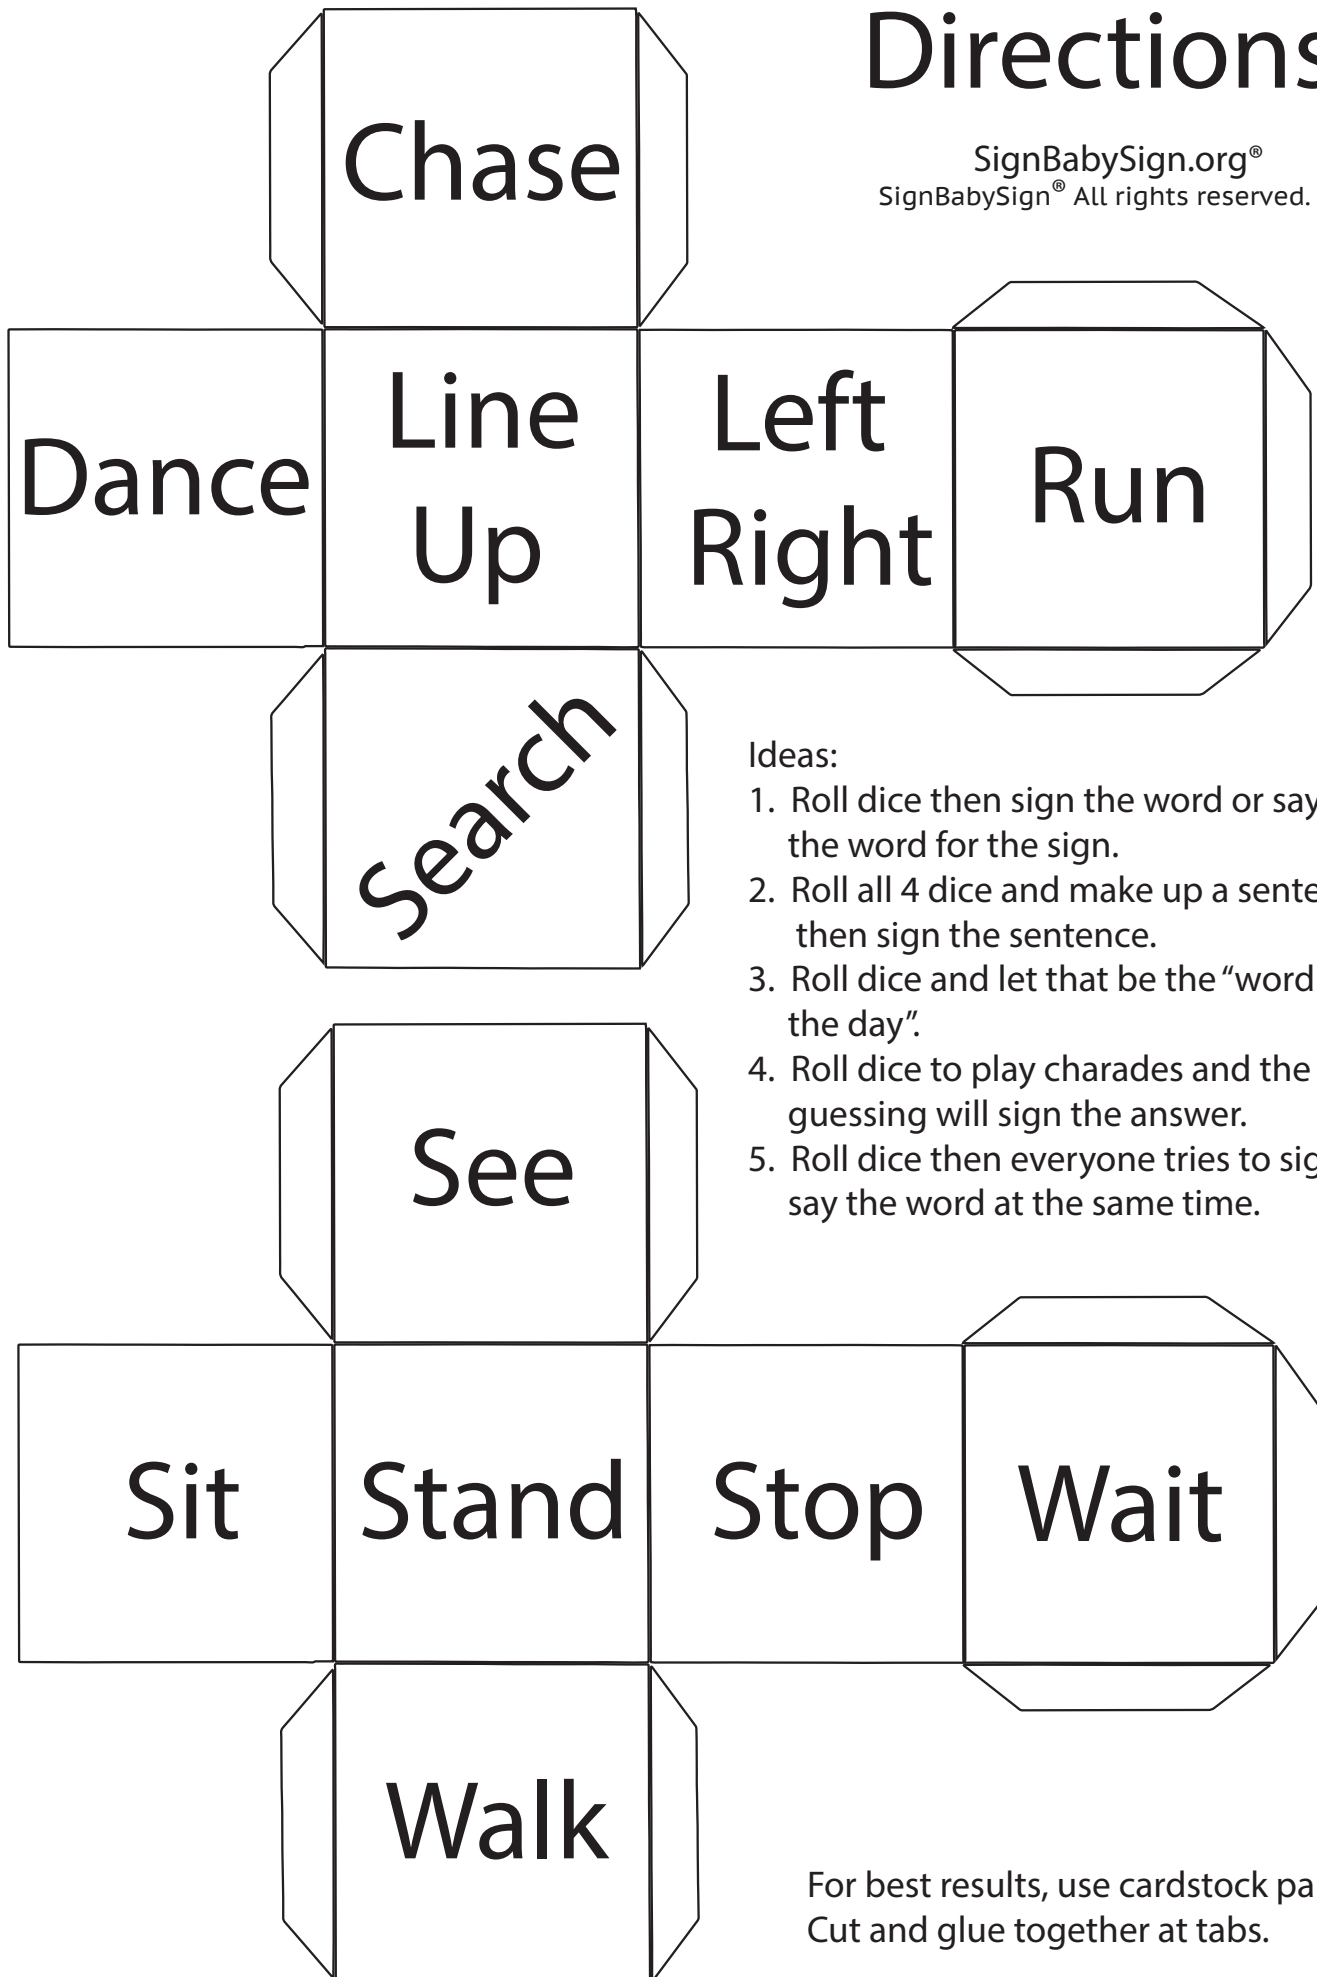 Directions
SignBabySign.org®
SignBabySign® All rights reserved.
Chase
Dance
Line
Up
Left
Right
Run
Search
Ideas:
1. Roll dice then sign the word or say
the word for the sign.
2. Roll all 4 dice and make up a
then sign the sentence.
3. Roll dice and let that be the “word
the day”.
4. Roll dice to play charades and the
guessing will sign the answer.
5. Roll dice then everyone tries to
say the word at the same time.
See
Sit
Stand
Stop
Wait
Walk
For best results, use cardstock
Cut and glue together at tabs.